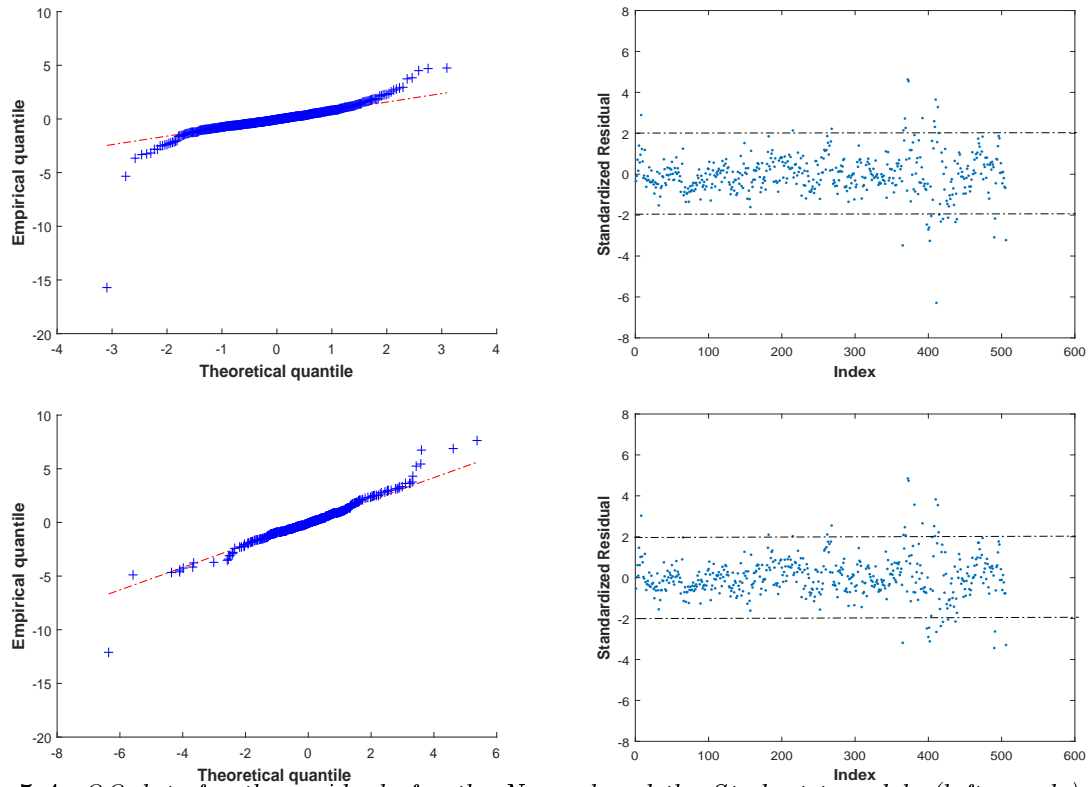 10
5
0
-5
-10
-15
-20
-4 -3 -2 -1 0 1 2 3 4
Empirical quantile
Theoretical quantile
8
6
4
2
0
-2
-4
-6
-8
0 100 200 300 400 500 600
Standardized Residual
Index
10
5
0
-5
-10
-15
-20
-8 -6 -4 -2 0 2 4 6
Empirical quantile
Theoretical quantile
8
6
4
2
0
-2
-4
-6
-8
0 100 200 300 400 500 600
Standardized Residual
Index